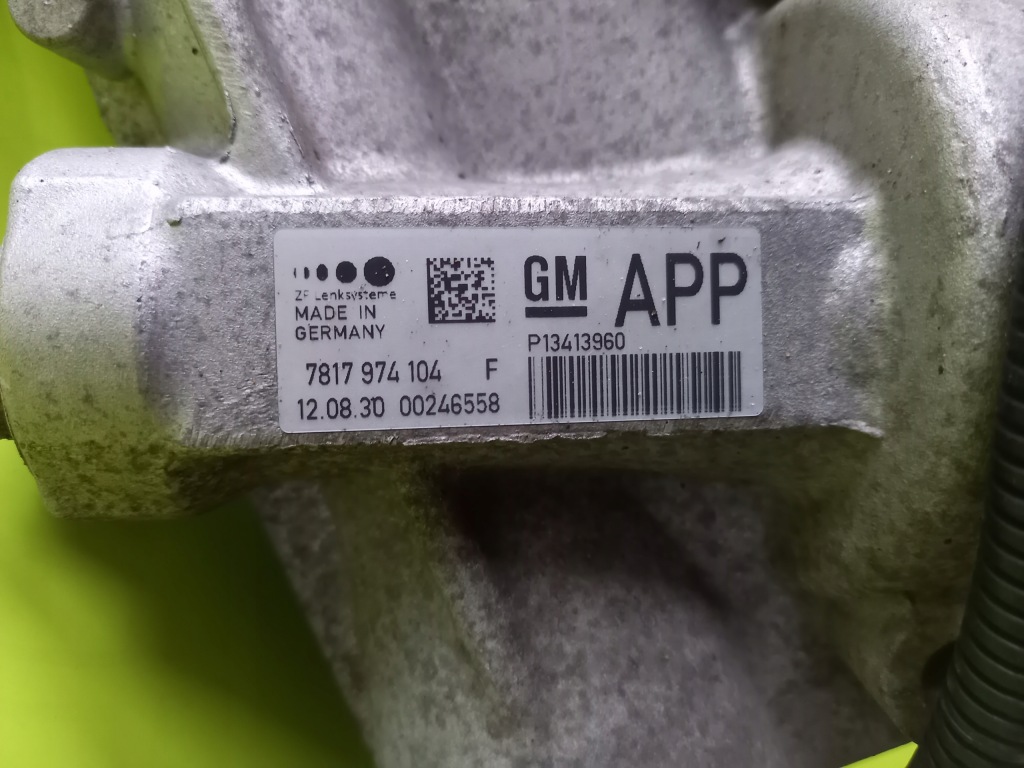 ZF Lenksysteme
MADE IN
GERMANY
7817 974 104 F
12.08.30 00246558
GM APP
P13413960